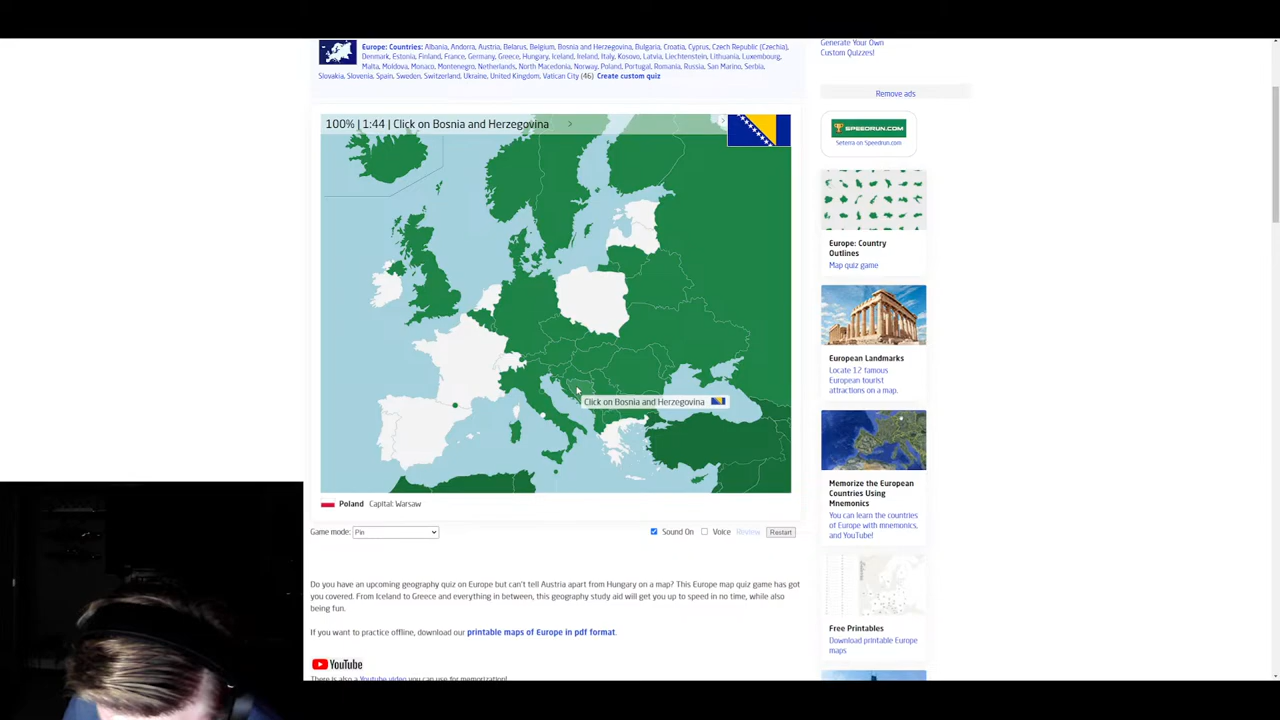 Europe: Countries: Albania, Andorra, Austria, Belarus, Belgium, Bosnia and Herzegovina, Bulgaria, Croatia, Cyprus, Czech Republic (Czechia),
Denmark, Estonia, Finland, France, Germany, Greece, Hungary, Iceland, Ireland, Italy, Kosovo, Latvia, Liechtenstein, Lithuania, Luxembourg,
Malta, Moldova, Monaco, Montenegro, Netherlands, North Macedonia, Norway, Poland, Portugal, Romania, Russia, San Marino, Serbia,
Slovakia, Slovenia, Spain, Sweden, Switzerland, Ukraine, United Kingdom, Vatican City (46) Create custom quiz
100% | 1:44 | Click on Bosnia and Herzegovina
Click on Bosnia and Herzegovina
Poland Capital: Warsaw
Game mode: Pin
Sound On Voice Review Restart
Do you have an upcoming geography quiz on Europe but can't tell Austria apart from Hungary on a map? This Europe map quiz game has got
you covered. From Iceland to Greece and everything in between, this geography study aid will get you up to speed in no time, while also
being fun.
If you want to practice offline, download our printable maps of Europe in pdf format.
YouTube
There is also a Youtube video you can use for memorization!
Generate Your Own
Custom Quizzes!
Remove ads
SPEEDRUN.COM
Seterra on Speedrun.com
Europe: Country
Outlines
Map quiz game
European Landmarks
Locate 12 famous
European tourist
attractions on a map.
Memorize the European
Countries Using
Mnemonics
You can learn the countries
of Europe with mnemonics,
and YouTube!
Free Printables
Download printable Europe
maps